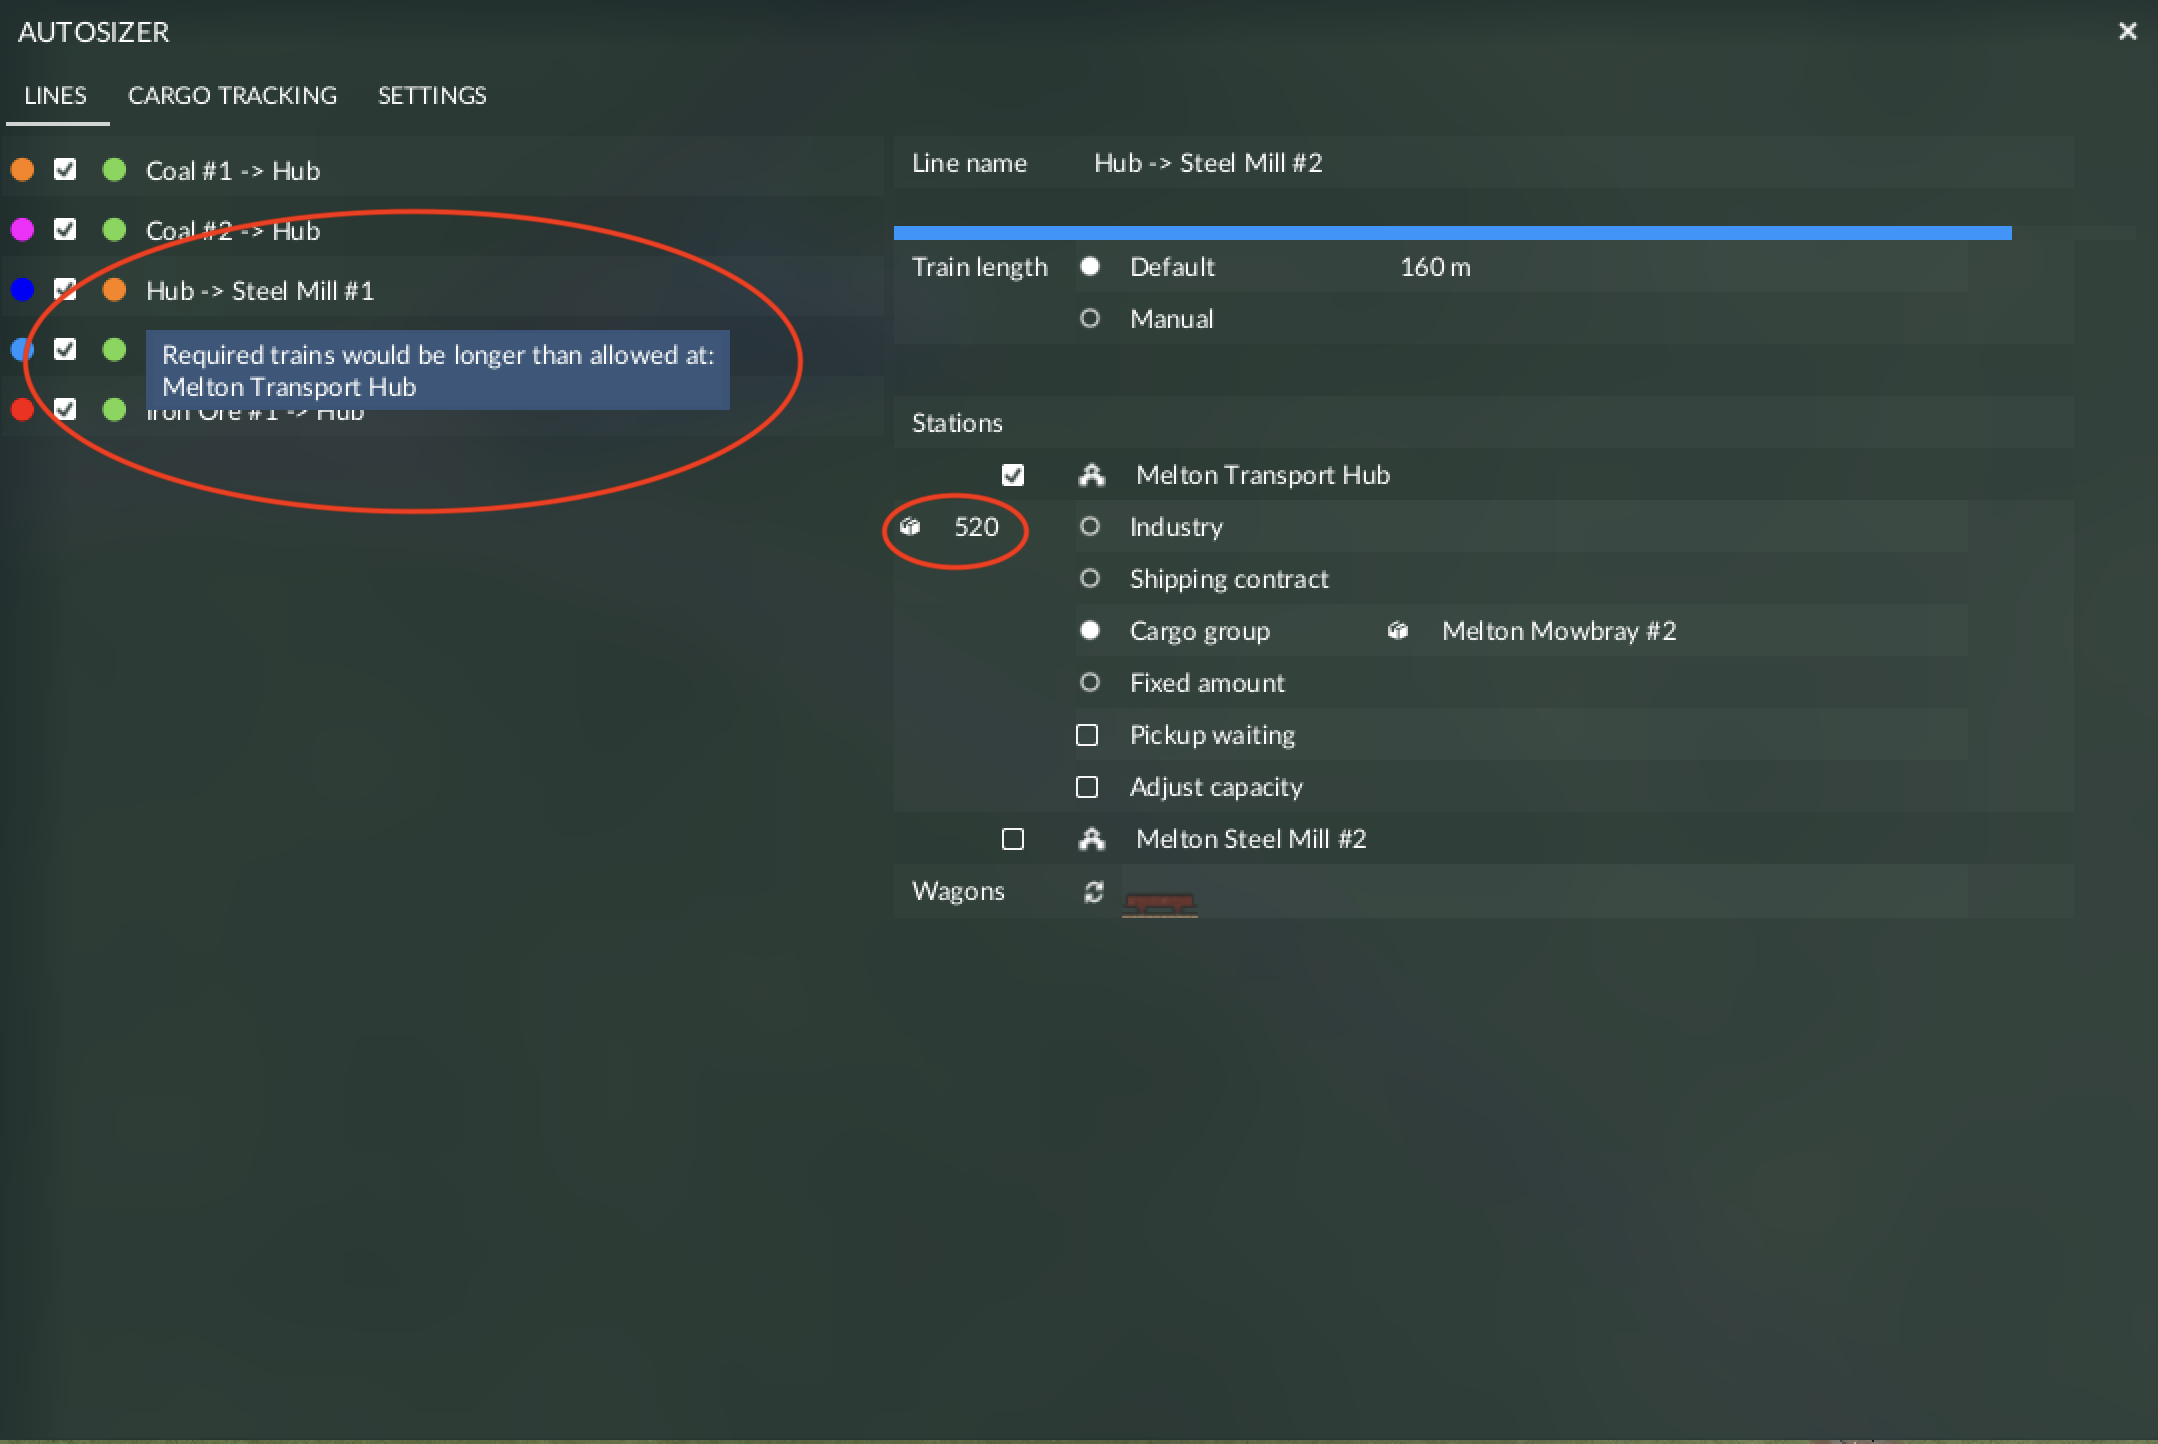 AUTOSIZER
LINES CARGO TRACKING SETTINGS
Coal #1 -> Hub
Coal #2 -> Hub
Hub -> Steel Mill #1
Required trains would be longer than allowed at:
Melton Transport Hub
Iron Ore #1 -> Hub
Line name Hub -> Steel Mill #2
Train length Default 160 m
Manual
Stations
Melton Transport Hub
520 Industry
Shipping contract
Cargo group Melton Mowbray #2
Fixed amount
Pickup waiting
Adjust capacity
Melton Steel Mill #2
Wagons